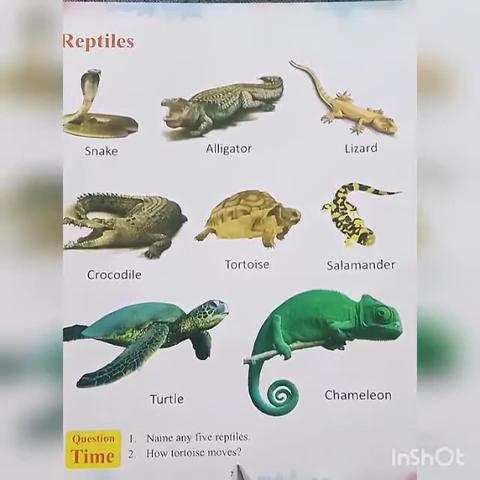 Reptiles
Snake
Alligator
Lizard
Crocodile
Tortoise
Salamander
Turtle
Chameleon
Question Time
1. Name any five reptiles.
2. How tortoise moves?
7
InShOt